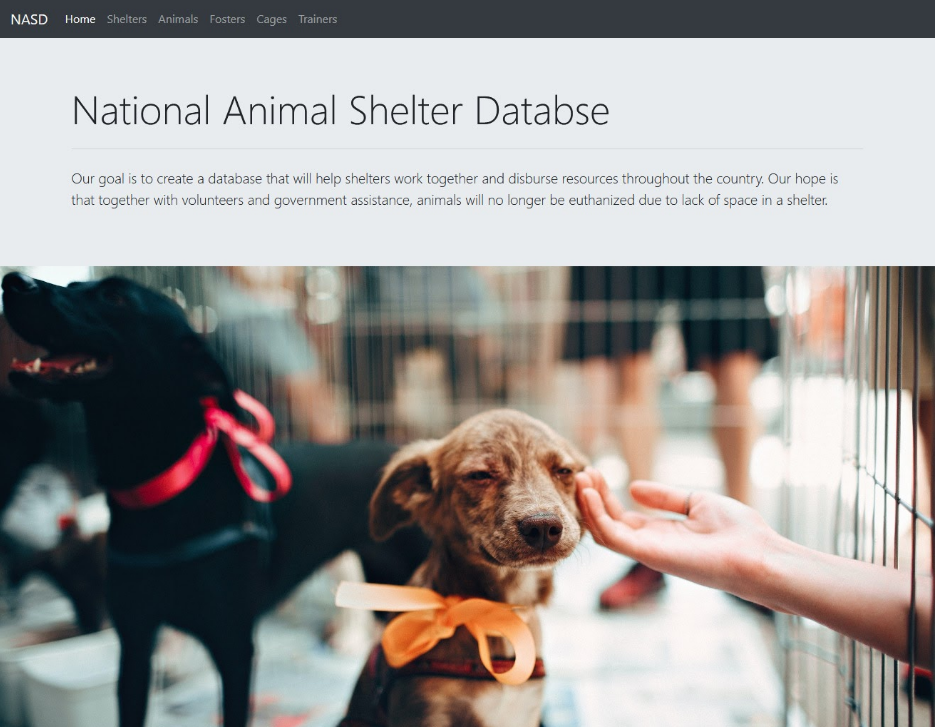 NASD Home Shelters Animals Fosters Cages Trainers
National Animal Shelter Databse
Our goal is to create a database that will help shelters work together and disburse resources throughout the country. Our hope is
that together with volunteers and government assistance, animals will no longer be euthanized due to lack of space in a shelter.